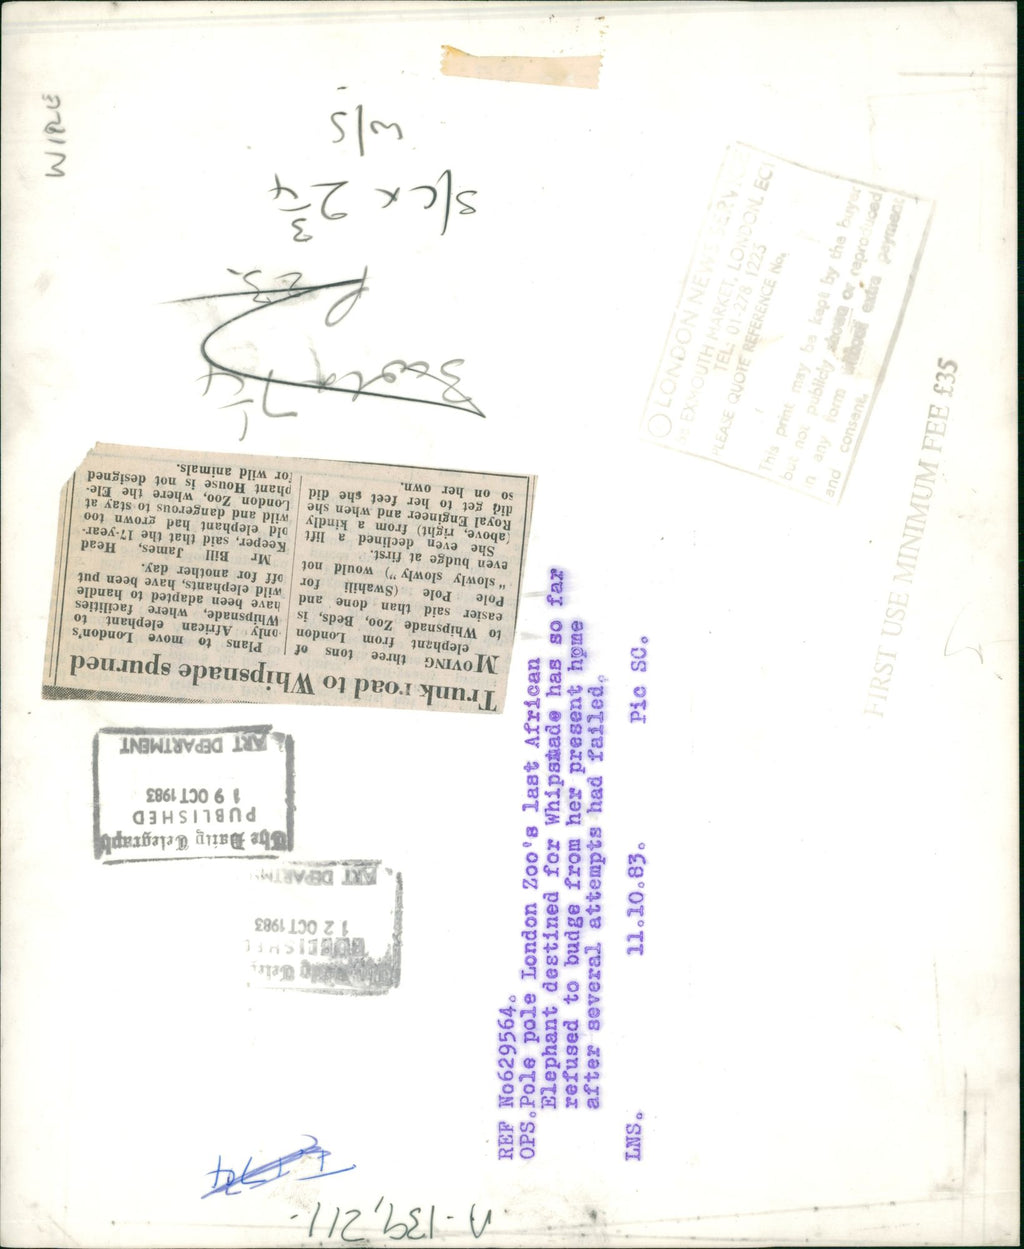 WIRE
W/S
S/C x 2 3/4
Trunk road to Whipsnade spurned
MOVING three tons of
elephant from London
to Whipsnade Zoo, Beds, is
easier said than done and
Pole Pole (Swahili for
"slowly slowly") would not
even budge at first.
She even declined a lift
(above, right) from a kindly
Royal Engineer and when she
did get to her feet she did
so on her own.
Plans to move London's
only African elephant to
Whipsnade, where facilities
have been adapted to handle
wild elephants, have been put
off for another day.
Mr Bill James, Head
Keeper, said that the 17-year-
old elephant had grown too
wild and dangerous to stay at
London Zoo, where the Ele-
phant House is not designed
for wild animals.
The Daily Telegraph
PUBLISHED
19 OCT 1983
ART DEPARTMENT
PUBLISHED
12 OCT 1983
ART DEPARTM
REF No629564.
OPS.Pole pole London Zoo's last African
Elephant destined for Whipsmade has so far
refused to budge from her present home
after several attempts had failed.
LNS. 11.10.83. Pic SC.
LONDON NEWS SERV
EXMOUTH MARKET, LONDON, EC1
TEL: 01-278 1223
PLEASE QUOTE REFERENCE No.
This print may be kept by the buyer
but not publicly shown or reproduced
in any form without extra payment
and consent.
FIRST USE MINIMUM FEE £35